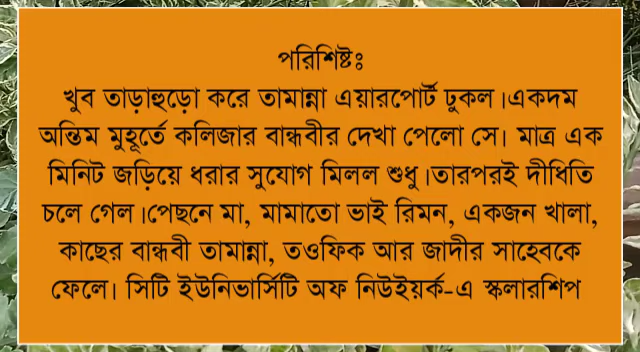 পরিশিষ্টঃ
খুব তাড়াহুড়ো করে তামান্না এয়ারপোর্ট ঢুকল।একদম
অন্তিম মুহূর্তে কলিজার বান্ধবীর দেখা পেলো সে। মাত্র এক
মিনিট জড়িয়ে ধরার সুযোগ মিলল শুধু।তারপরই দীধিতি
চলে গেল।পেছনে মা, মামাতো ভাই রিমন, একজন খালা,
কাছের বান্ধবী তামান্না, তওফিক আর জাদীর সাহেবকে
ফেলে। সিটি ইউনিভার্সিটি অফ নিউইয়র্ক-এ স্কলারশিপ